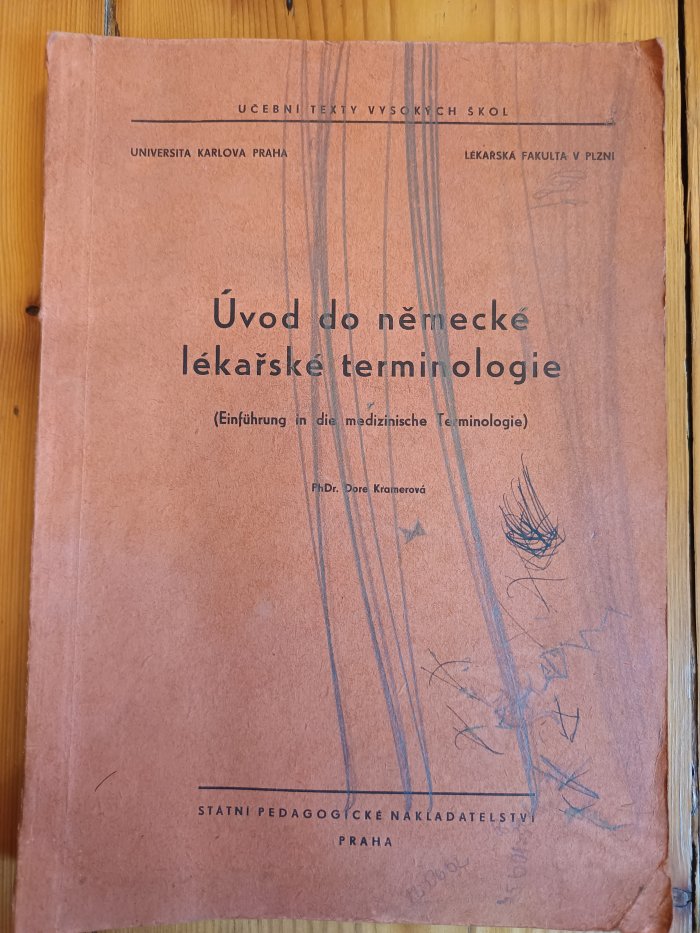 UČEBNÍ TEXTY VYSOKÝCH ŠKOL
UNIVERSITA KARLOVA PRAHA
LÉKAŘSKÁ FAKULTA V PLZNI
Úvod do německé
lékařské terminologie
(Einführung in die medizinische Terminologie)
PhDr. Dore Kramerová
STÁTNÍ PEDAGOGICKÉ NAKLADATELSTVÍ
PRAHA